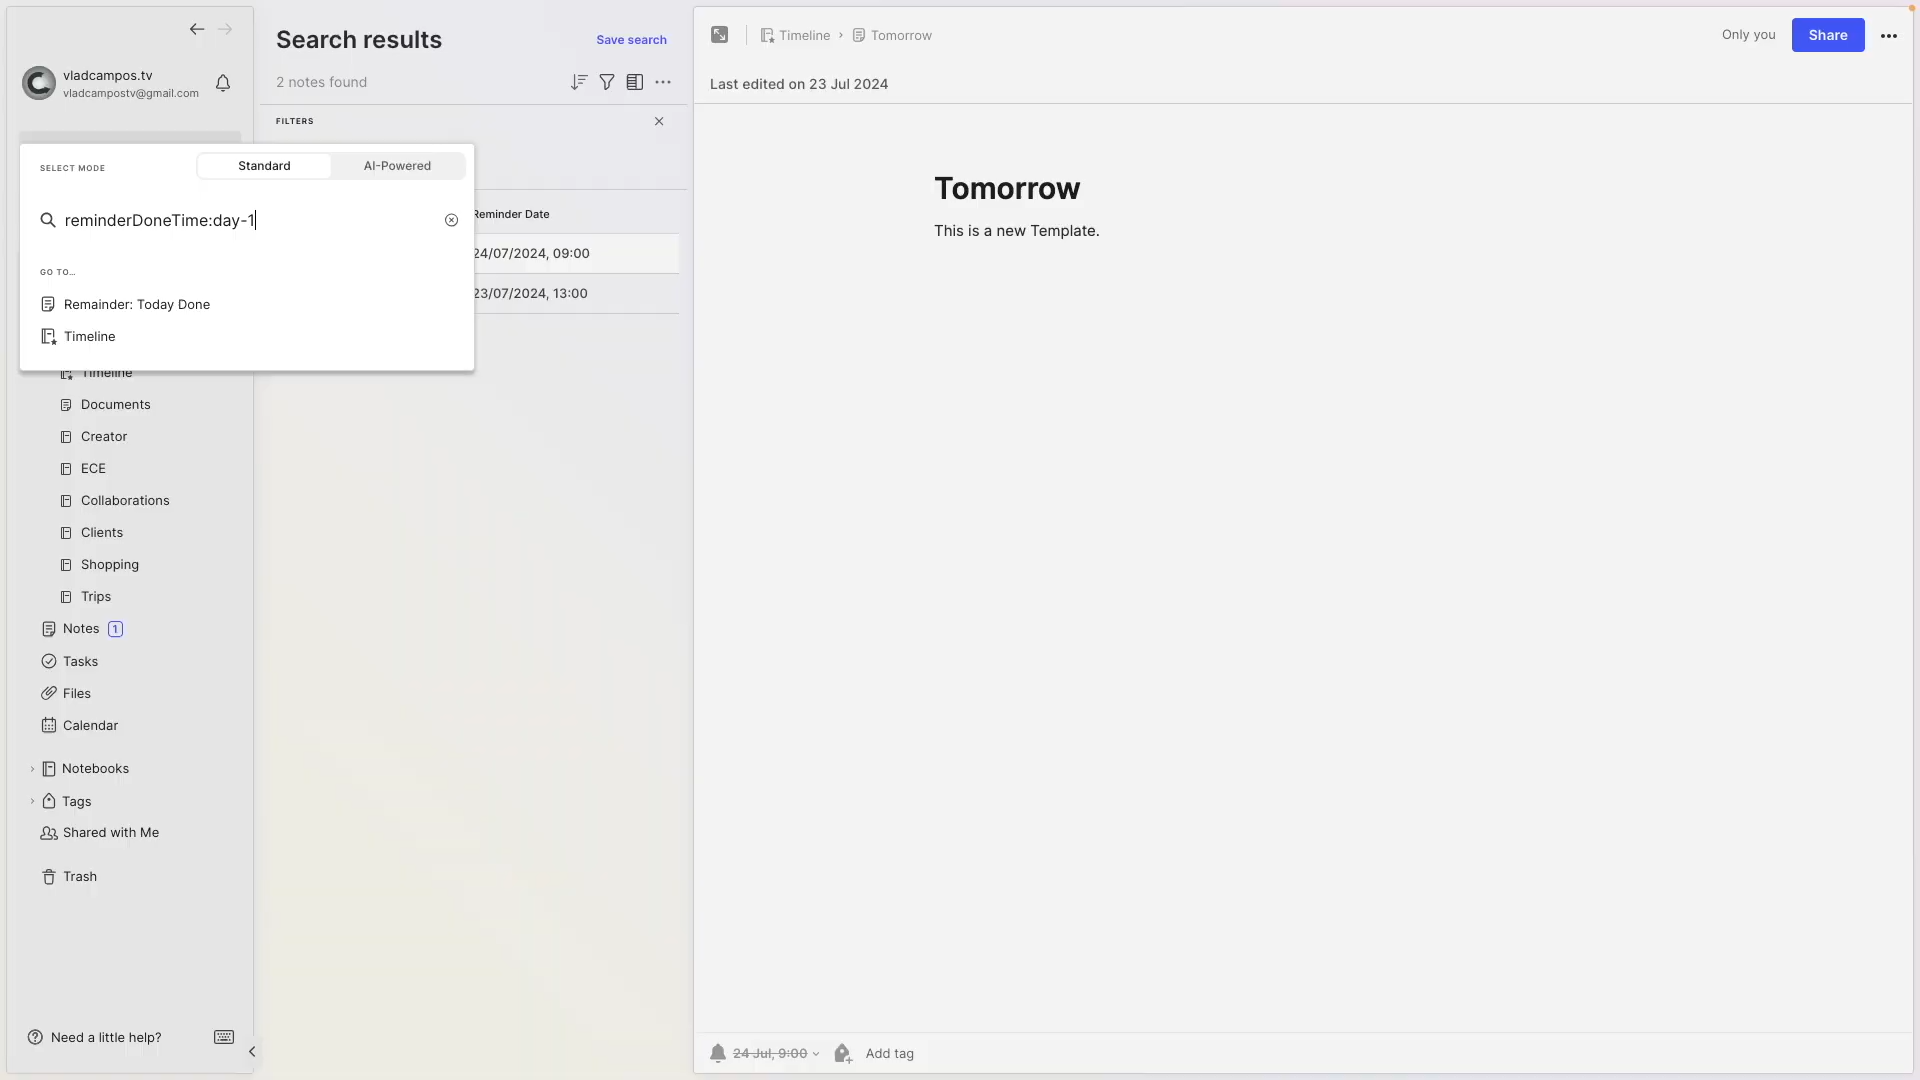 vladcampos.tv
vladcampostv@gmail.com
SELECT MODE
Standard
AI-Powered
reminderDoneTime:day-1
GO TO...
Remainder: Today Done
Timeline
Timeline
Documents
Creator
ECE
Collaborations
Clients
Shopping
Trips
Notes 1
Tasks
Files
Calendar
Notebooks
Tags
Shared with Me
Trash
Need a little help?
Search results
Save search
2 notes found
FILTERS
Reminder Date
24/07/2024, 09:00
23/07/2024, 13:00
Timeline › Tomorrow
Only you
Share
Last edited on 23 Jul 2024
Tomorrow
This is a new Template.
24 Jul, 9:00
Add tag